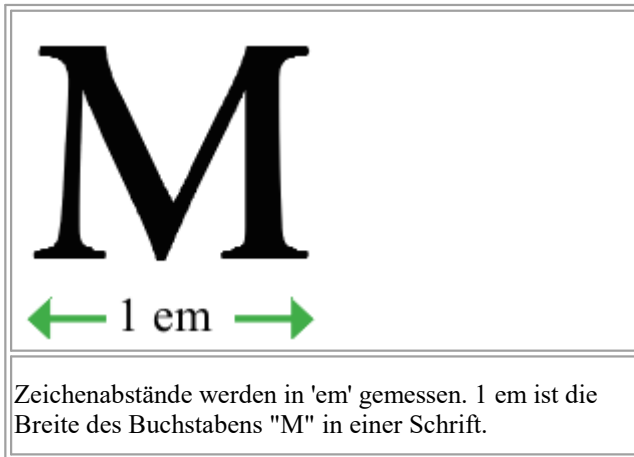 M
1 em
Zeichenabstände werden in 'em' gemessen. 1 em ist die
Breite des Buchstabens "M" in einer Schrift.